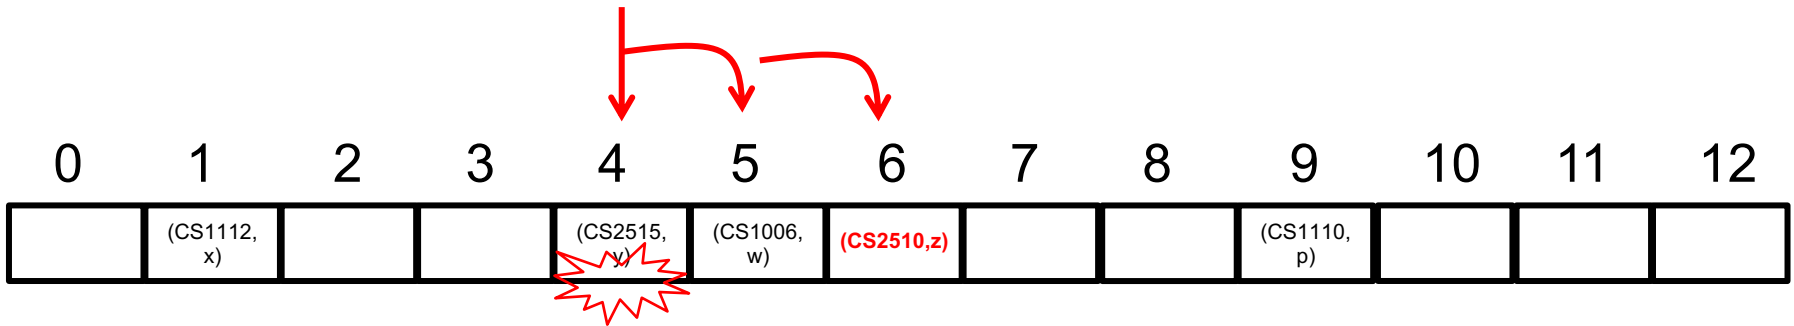 0 1 2 3 4 5 6 7 8 9 10 11 12
(CS1112,
x)
(CS2515,
y)
(CS1006,
w)
(CS2510,z)
(CS1110,
p)